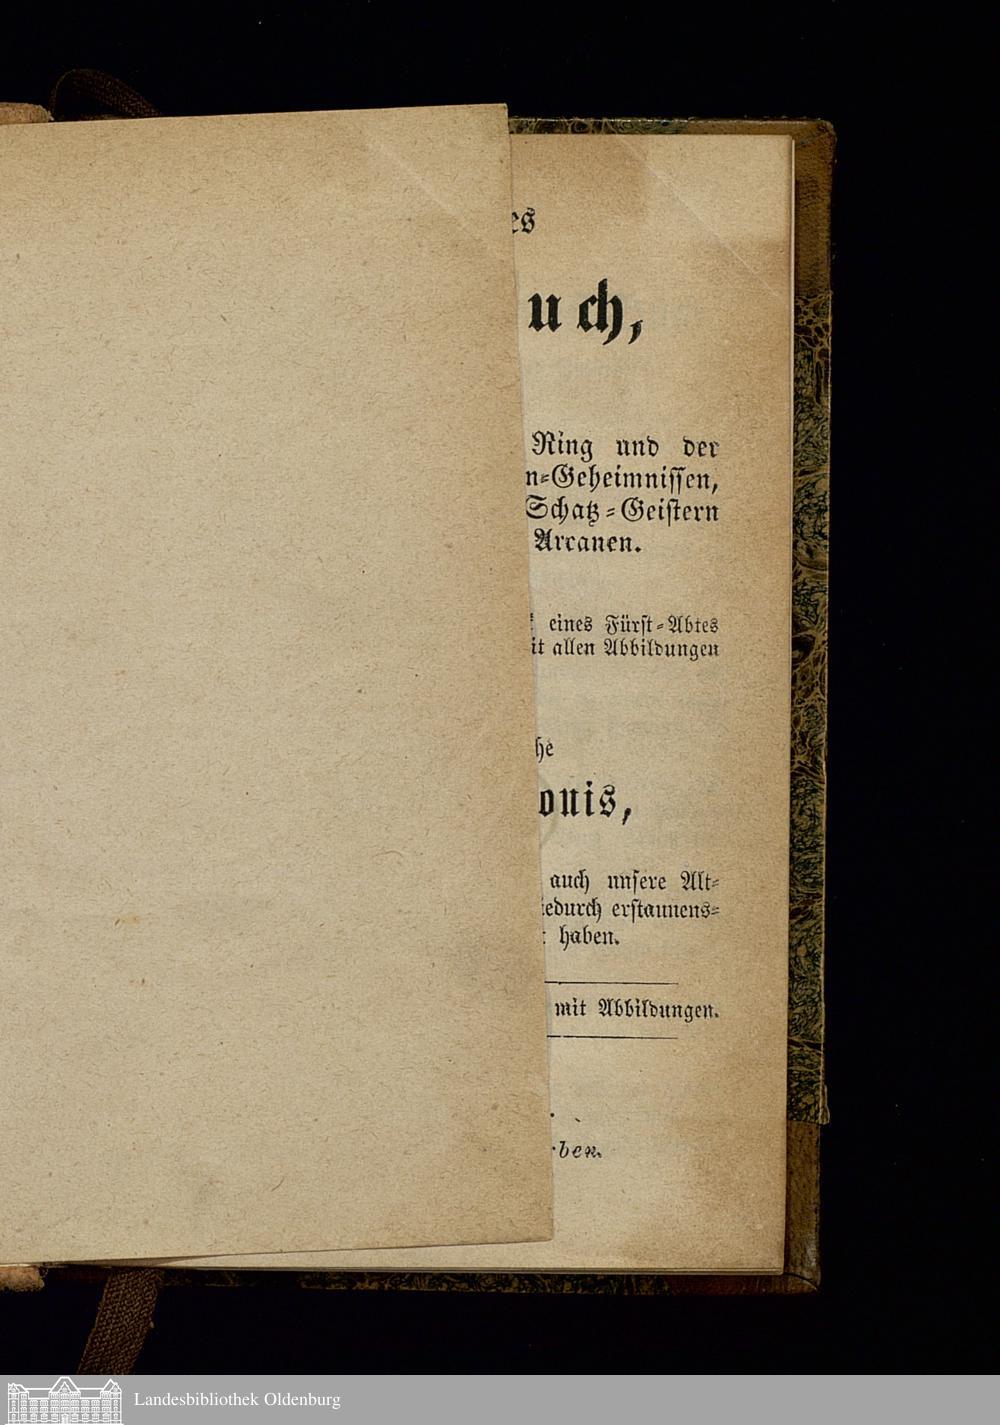 es
uch,
Ring und der
n=Geheimnissen,
Schatz=Geistern
Arcanen.
eines Fürst=Abtes
it allen Abbildungen
he
onis,
auch unsere Alt=
iedurch erstaunens=
haben.
mit Abbildungen.
.
rben.
Landesbibliothek Oldenburg